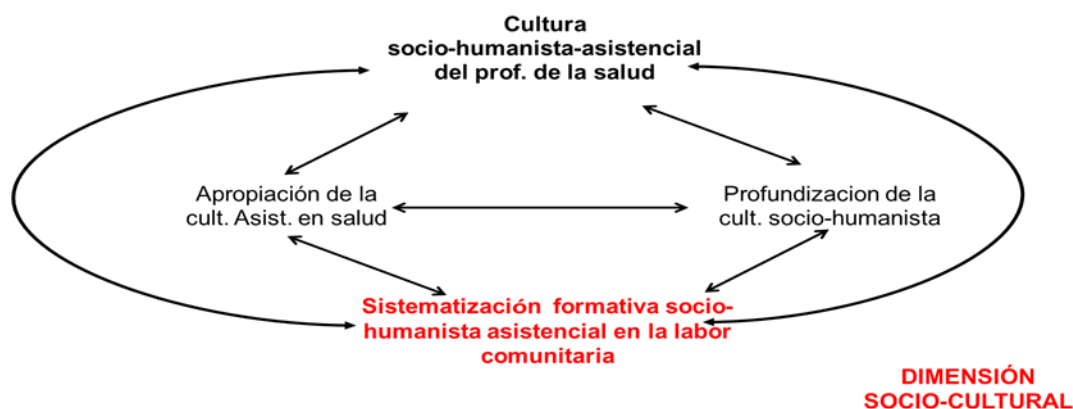 Cultura
socio-humanista-asistencial
del prof. de la salud
Apropiación de la
cult. Asist. en salud
Profundizacion de la
cult. socio-humanista
Sistematización formativa socio-
humanista asistencial en la labor
comunitaria
DIMENSIÓN
SOCIO-CULTURAL